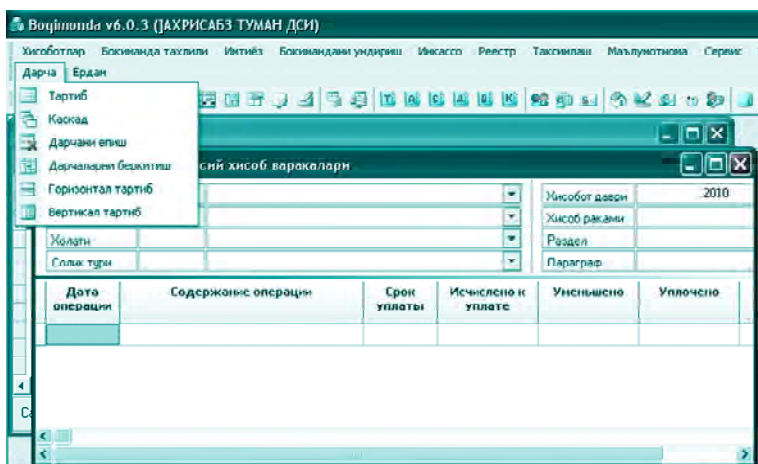 Boqimonda v6.0.3 (ЈАХРИСАБЗ ТУМАН ДСИ)
Хисоботлар Бокиманда тахлили Имтиёз Бокимандани ундириш Инкассо Реестр Таксимлаш Маълумотнома Сервис
Дарча Ёрдам
Тартиб
Каскад
Дарчани ёпиш
Дарчаларни беркитиш
Горизонтал тартиб
Вертикал тартиб
сий хисоб варакалари
Хисобот даври 2010
Хисоб раками
Холати Раздел
Солик тури Параграф
Дата операции Содержание операции Срок уплаты Исчислено к уплате Уменьшено Уплочено